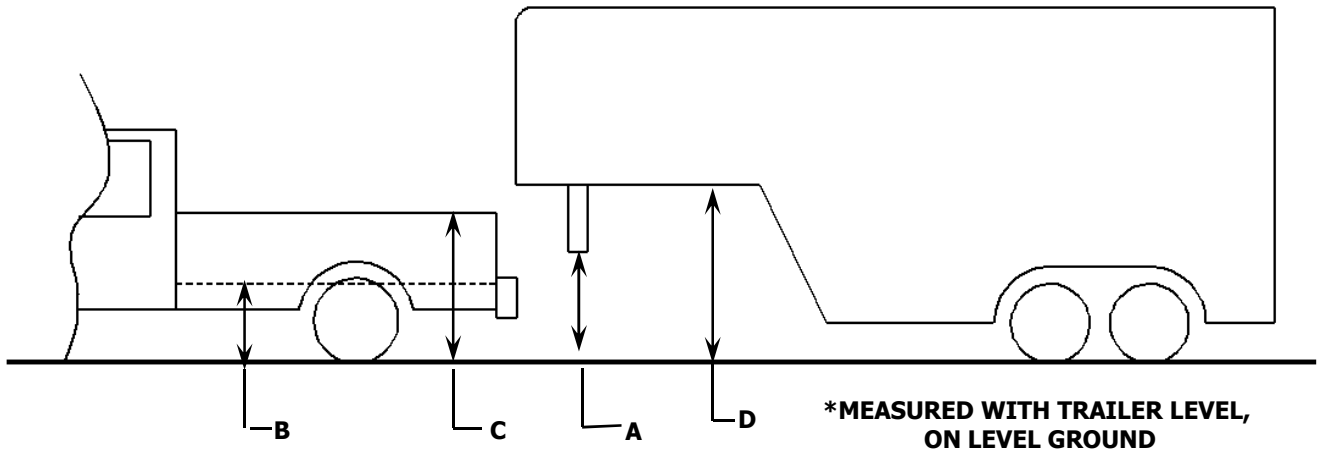 B
C
A
D
*MEASURED WITH TRAILER LEVEL,
ON LEVEL GROUND